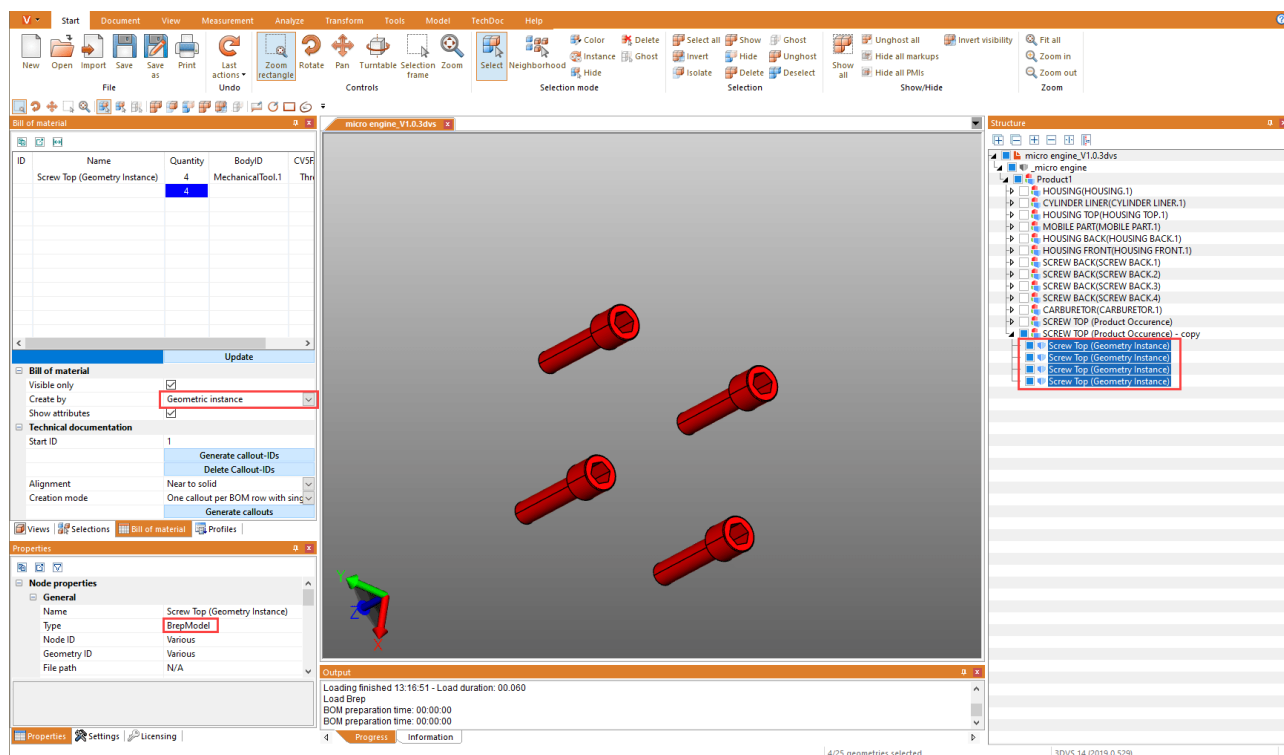 V Start Document View Measurement Analyze Transform Tools Model TechDoc Help
New Open Import Save Save as Print Last actions Zoom rectangle Rotate Pan Turntable Selection frame Zoom Select Neighborhood
Color Delete Select all Show Ghost Unghost all Invert visibility Fit all
Instance Ghost Invert Hide Unghost Hide all markups Zoom in
Hide Isolate Delete Deselect Show all Hide all PMIs Zoom out
File Undo Controls Selection mode Selection Show/Hide Zoom
Bill of material
ID Name Quantity BodyID CV5F
Screw Top (Geometry Instance) 4 MechanicalTool.1 Thr
4
Update
Bill of material
Visible only
Create by Geometric instance
Show attributes
Technical documentation
Start ID 1
Generate callout-IDs
Delete Callout-IDs
Alignment Near to solid
Creation mode One callout per BOM row with sing
Generate callouts
Views Selections Bill of material Profiles
Properties
Node properties
General
Name Screw Top (Geometry Instance)
Type BrepModel
Node ID Various
Geometry ID Various
File path N/A
Properties Settings Licensing
micro engine_V1.0.3dvs
Y
Z
X
Output
Loading finished 13:16:51 - Load duration: 00.060
Load Brep
BOM preparation time: 00:00:00
BOM preparation time: 00:00:00
Progress Information
Structure
micro engine_V1.0.3dvs
_micro engine
Product1
HOUSING(HOUSING.1)
CYLINDER LINER(CYLINDER LINER.1)
HOUSING TOP(HOUSING TOP.1)
MOBILE PART(MOBILE PART.1)
HOUSING BACK(HOUSING BACK.1)
HOUSING FRONT(HOUSING FRONT.1)
SCREW BACK(SCREW BACK.1)
SCREW BACK(SCREW BACK.2)
SCREW BACK(SCREW BACK.3)
SCREW BACK(SCREW BACK.4)
CARBURETOR(CARBURETOR.1)
SCREW TOP (Product Occurence)
SCREW TOP (Product Occurence) - copy
Screw Top (Geometry Instance)
Screw Top (Geometry Instance)
Screw Top (Geometry Instance)
Screw Top (Geometry Instance)
4/25 geometries selected 3DVS 14 (2019.0.529)